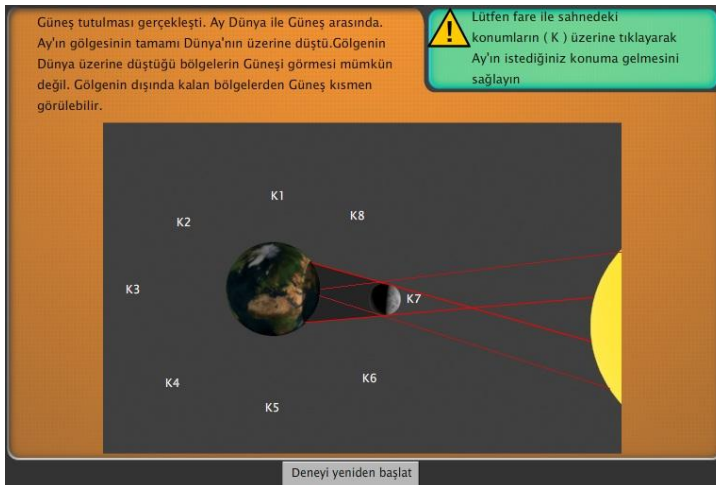 Güneş tutulması gerçekleşti. Ay Dünya ile Güneş arasında.
Ay'ın gölgesinin tamamı Dünya'nın üzerine düştü.Gölgenin
Dünya üzerine düştüğü bölgelerin Güneşi görmesi mümkün
değil. Gölgenin dışında kalan bölgelerden Güneş kısmen
görülebilir.
Lütfen fare ile sahnedeki
konumların ( K ) üzerine tıklayarak
Ay'ın istediğiniz konuma gelmesini
sağlayın
K1
K8
K2
K3
K7
K6
K4
K5
Deneyi yeniden başlat